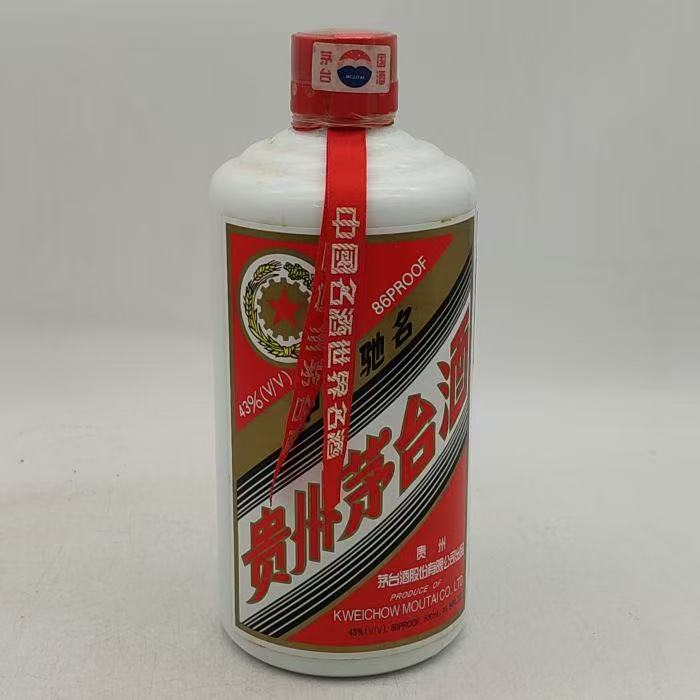 茅台
国酒
MOUTAI
中国名酒世界名酒
86PROOF
43%(V/V)
驰名
贵州茅台酒
贵州
茅台酒股份有限公司出品
PRODUCE OF
KWEICHOW MOUTAI CO. LTD.
43%(V/V), 86PROOF, 500mL